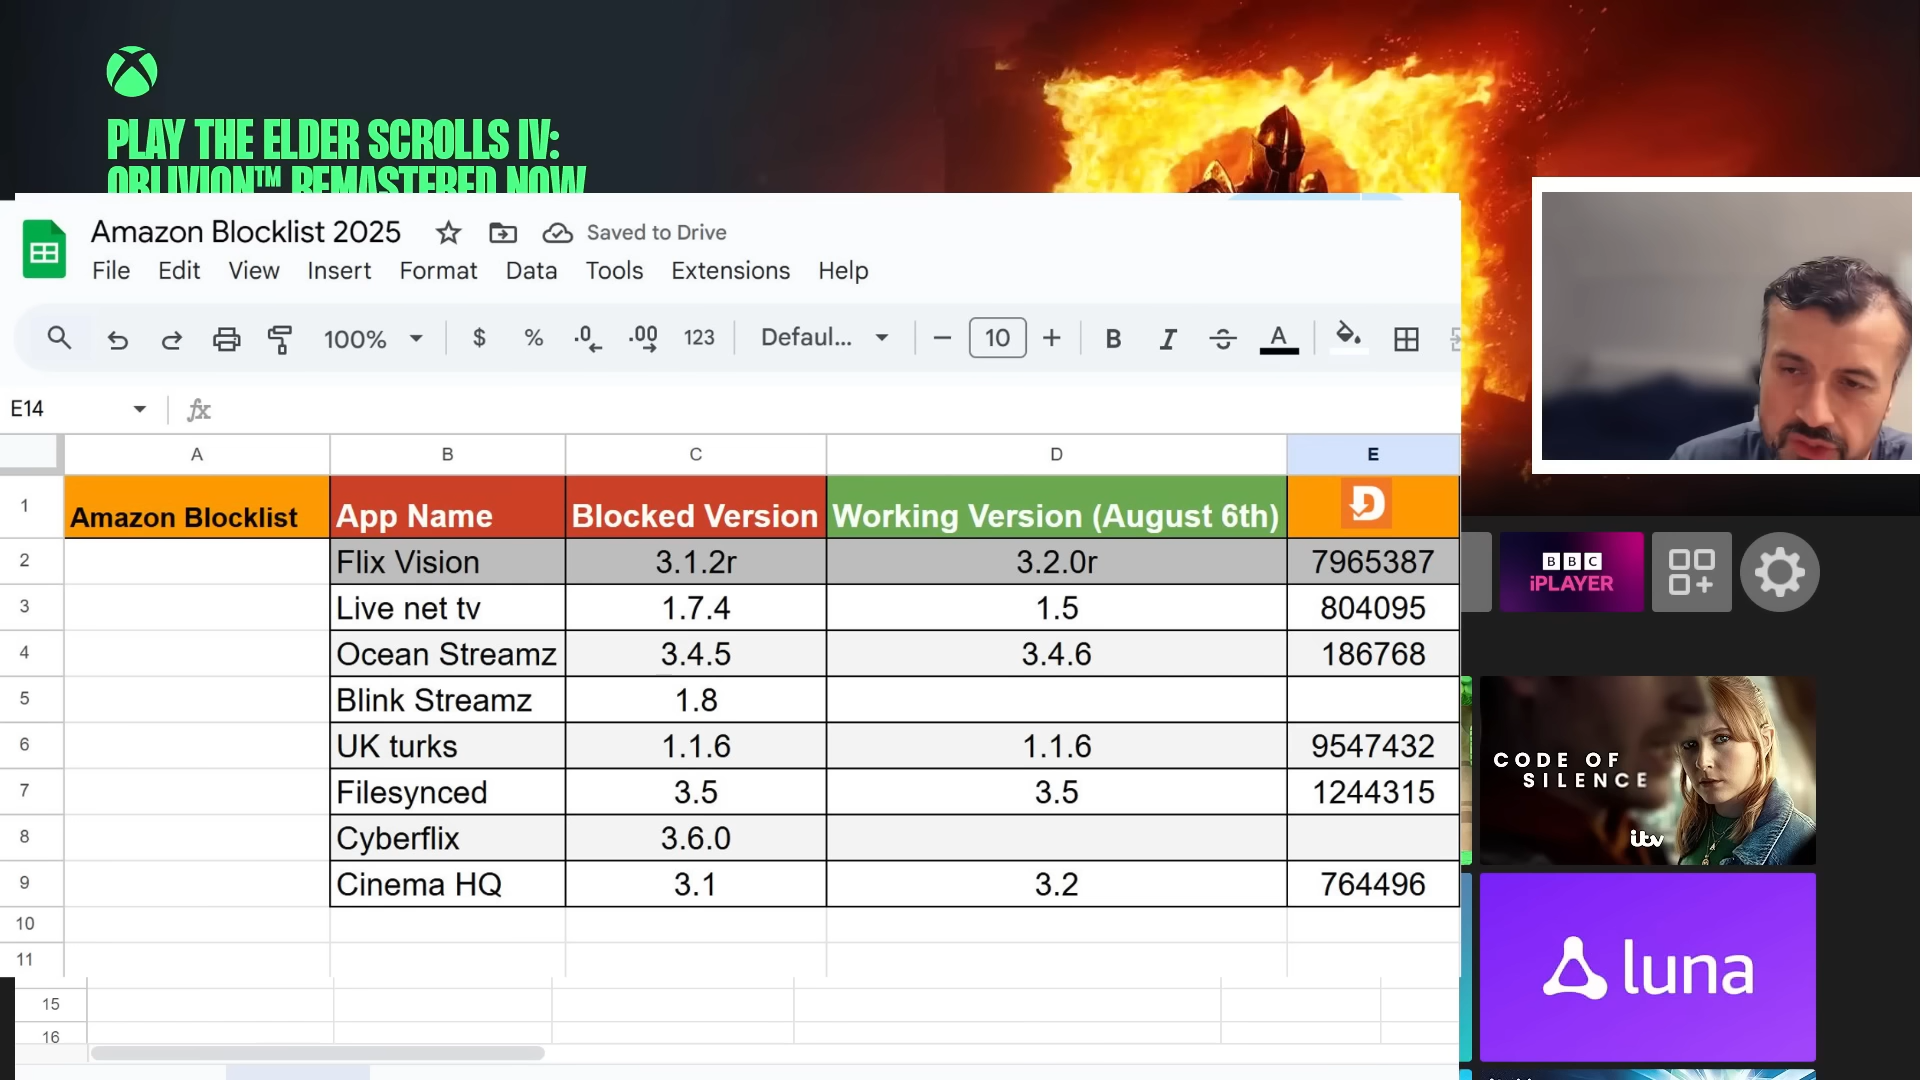 PLAY THE ELDER SCROLLS IV:
OBLIVION™ REMASTERED NOW
Amazon Blocklist 2025 Saved to Drive
File Edit View Insert Format Data Tools Extensions Help
100% $ % .0 .00 123 Defaul... 10 B I A
E14 fx
A B C D E
1 Amazon Blocklist App Name Blocked Version Working Version (August 6th) D
2 Flix Vision 3.1.2r 3.2.0r 7965387
3 Live net tv 1.7.4 1.5 804095
4 Ocean Streamz 3.4.5 3.4.6 186768
5 Blink Streamz 1.8
6 UK turks 1.1.6 1.1.6 9547432
7 Filesynced 3.5 3.5 1244315
8 Cyberflix 3.6.0
9 Cinema HQ 3.1 3.2 764496
10
11
15
16
BBC
iPLAYER
CODE OF
SILENCE
itv
luna